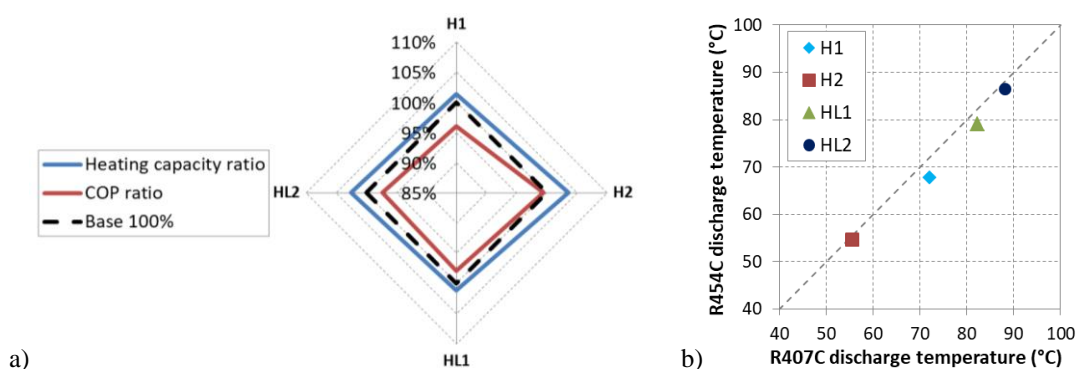 H1
110%
105%
100%
95%
90%
85%
HL2
H2
HL1
Heating capacity ratio
COP ratio
Base 100%
a)
R454C discharge temperature (°C)
100
90
80
70
60
50
40
H1
H2
HL1
HL2
40 50 60 70 80 90 100
b) R407C discharge temperature (°C)